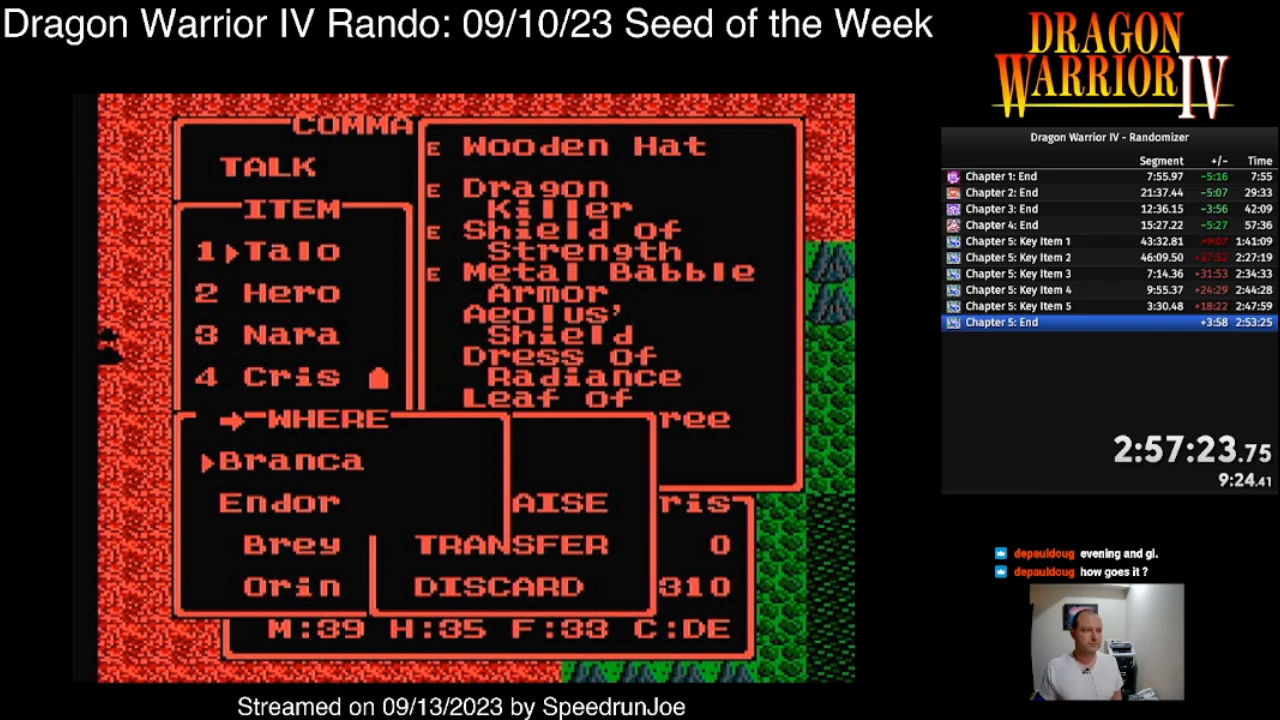 Dragon Warrior IV Rando: 09/10/23 Seed of the Week
DRAGON
WARRIOR IV
COMMA
TALK
ITEM
1 Talo
2 Hero
3 Nara
4 Cris
E Wooden Hat
E Dragon
Killer
E Shield of
Strength
E Metal Babble
Armor
Aeolus'
Shield
Dress of
Radiance
Leaf of
ree
WHERE
Branca
Endor
Brey
Orin
AISE
TRANSFER
DISCARD
ris
0
310
M:39 H:35 F:33 C:DE
Dragon Warrior IV - Randomizer
Segment +/- Time
Chapter 1: End 7:55.97 -5:16 7:55
Chapter 2: End 21:37.44 -5:07 29:33
Chapter 3: End 12:36.15 -3:56 42:09
Chapter 4: End 15:27.22 -5:27 57:36
Chapter 5: Key Item 1 43:32.81 +9:07 1:41:09
Chapter 5: Key Item 2 46:09.50 +37:52 2:27:19
Chapter 5: Key Item 3 7:14.36 +31:53 2:34:33
Chapter 5: Key Item 4 9:55.37 +24:29 2:44:28
Chapter 5: Key Item 5 3:30.48 +18:22 2:47:59
Chapter 5: End +3:58 2:53:25
2:57:23.75
9:24.41
depauldoug evening and gl.
depauldoug how goes it ?
Streamed on 09/13/2023 by SpeedrunJoe